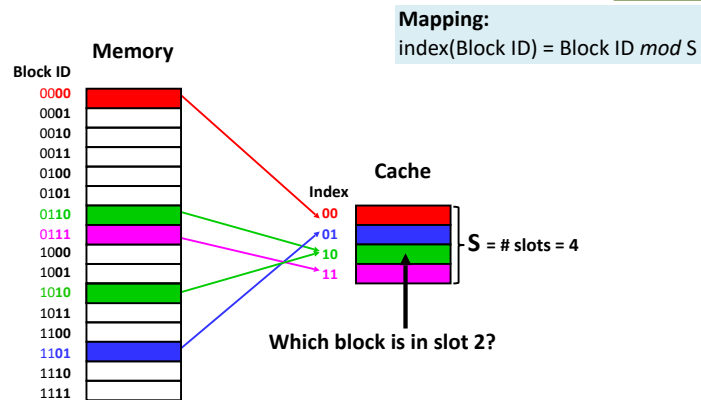 Mapping:
index(Block ID) = Block ID mod S
Memory
Block ID
0000
0001
0010
0011
0100
0101
0110
0111
1000
1001
1010
1011
1100
1101
1110
1111
Cache
Index
00
01
10
11
S = # slots = 4
Which block is in slot 2?